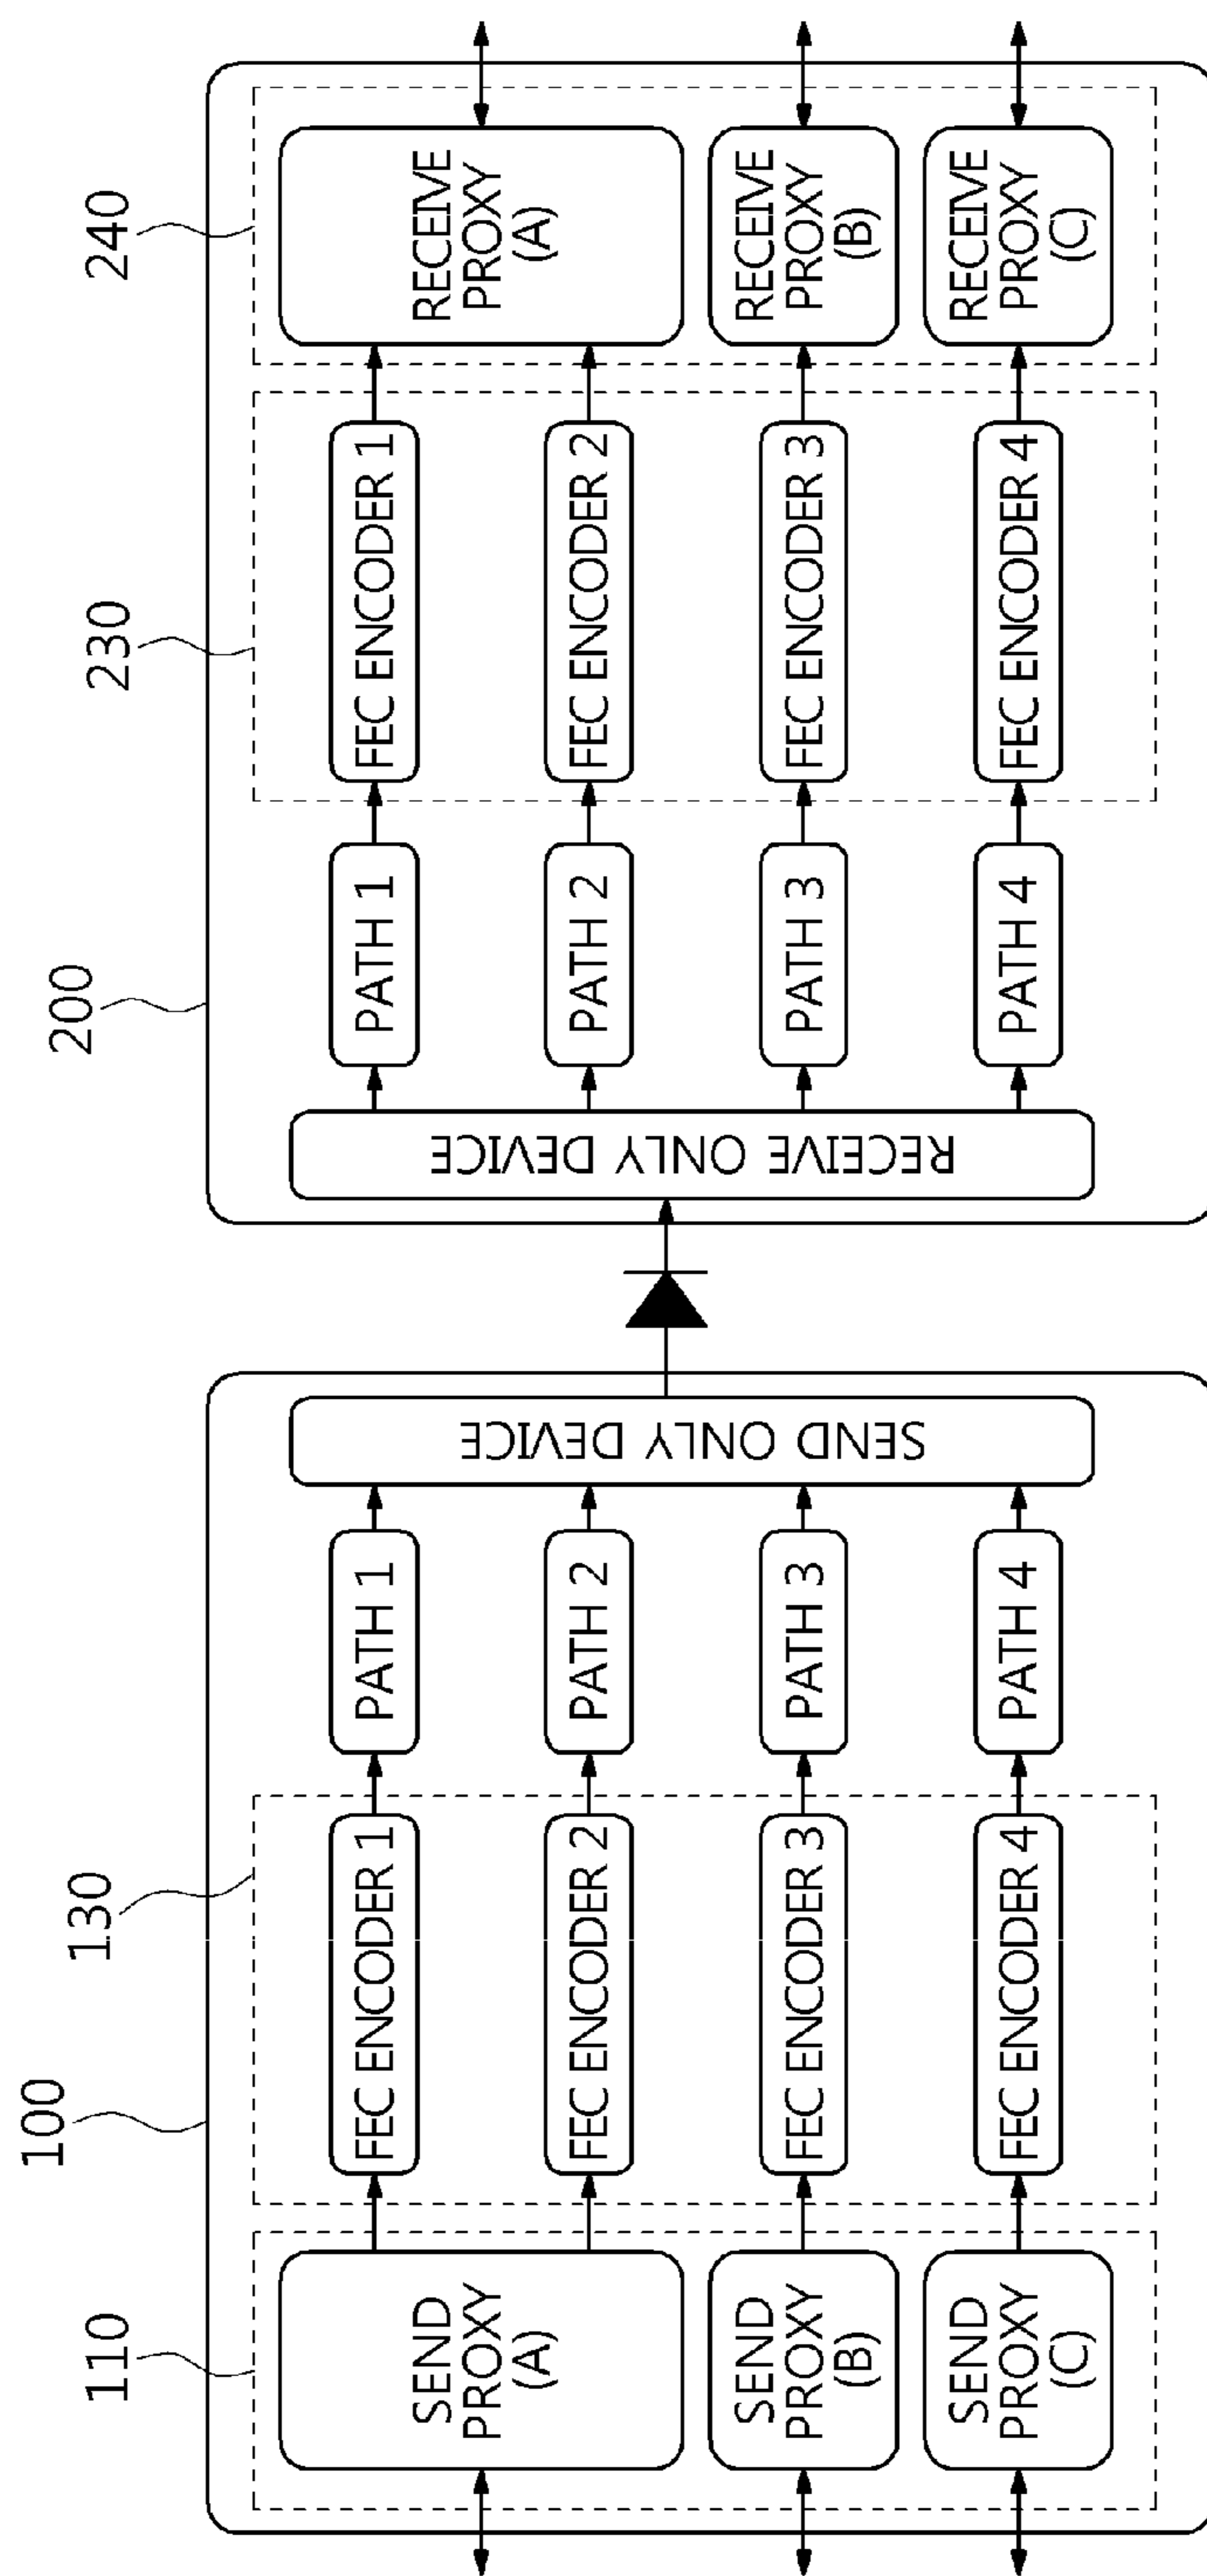 100
200
110
130
230
240
SEND
PROXY
(A)
SEND
PROXY
(B)
SEND
PROXY
(C)
FEC ENCODER 1
FEC ENCODER 2
FEC ENCODER 3
FEC ENCODER 4
PATH 1
PATH 2
PATH 3
PATH 4
SEND ONLY DEVICE
RECEIVE ONLY DEVICE
PATH 1
PATH 2
PATH 3
PATH 4
FEC ENCODER 1
FEC ENCODER 2
FEC ENCODER 3
FEC ENCODER 4
RECEIVE
PROXY
(A)
RECEIVE
PROXY
(B)
RECEIVE
PROXY
(C)